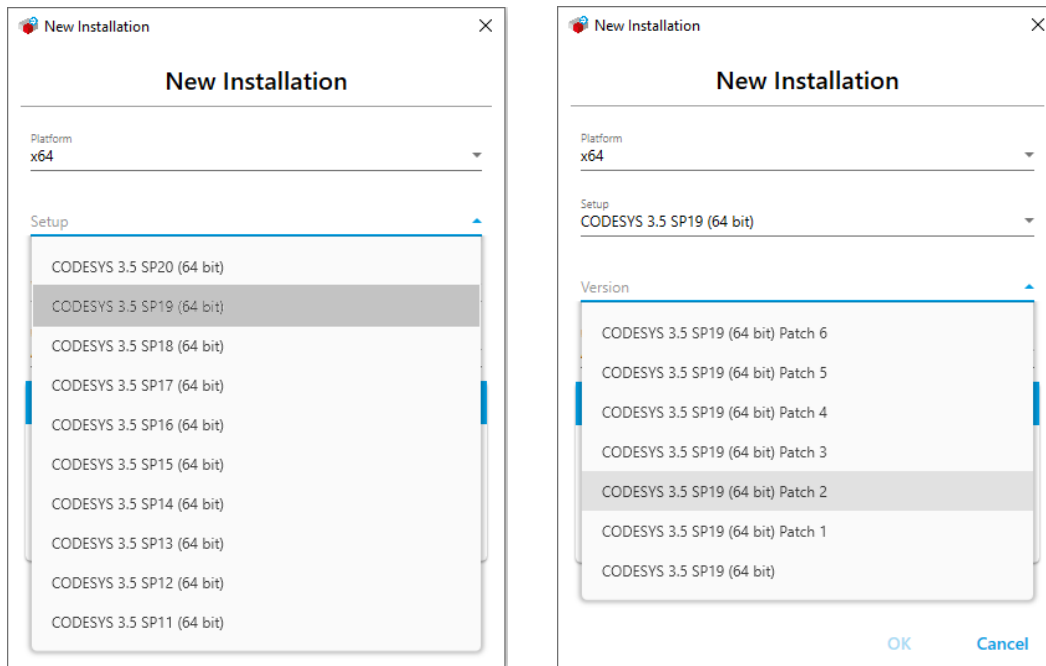 New Installation
New Installation
Platform
x64
Setup
CODESYS 3.5 SP20 (64 bit)
CODESYS 3.5 SP19 (64 bit)
CODESYS 3.5 SP18 (64 bit)
CODESYS 3.5 SP17 (64 bit)
CODESYS 3.5 SP16 (64 bit)
CODESYS 3.5 SP15 (64 bit)
CODESYS 3.5 SP14 (64 bit)
CODESYS 3.5 SP13 (64 bit)
CODESYS 3.5 SP12 (64 bit)
CODESYS 3.5 SP11 (64 bit)
New Installation
New Installation
Platform
x64
Setup
CODESYS 3.5 SP19 (64 bit)
Version
CODESYS 3.5 SP19 (64 bit) Patch 6
CODESYS 3.5 SP19 (64 bit) Patch 5
CODESYS 3.5 SP19 (64 bit) Patch 4
CODESYS 3.5 SP19 (64 bit) Patch 3
CODESYS 3.5 SP19 (64 bit) Patch 2
CODESYS 3.5 SP19 (64 bit) Patch 1
CODESYS 3.5 SP19 (64 bit)
OK Cancel